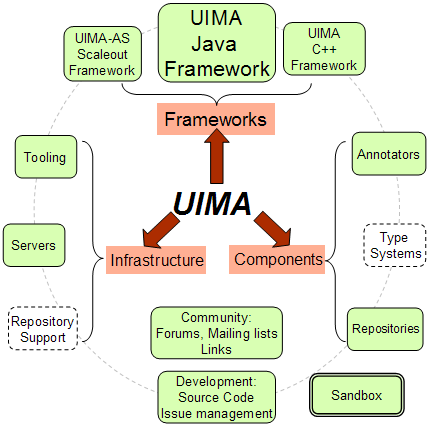 UIMA-AS
Scaleout
Framework
UIMA
Java
Framework
UIMA
C++
Framework
Frameworks
Tooling
Annotators
UIMA
Servers
Infrastructure
Components
Type
Systems
Repository
Support
Community:
Forums, Mailing lists
Links
Repositories
Development:
Source Code
Issue management
Sandbox